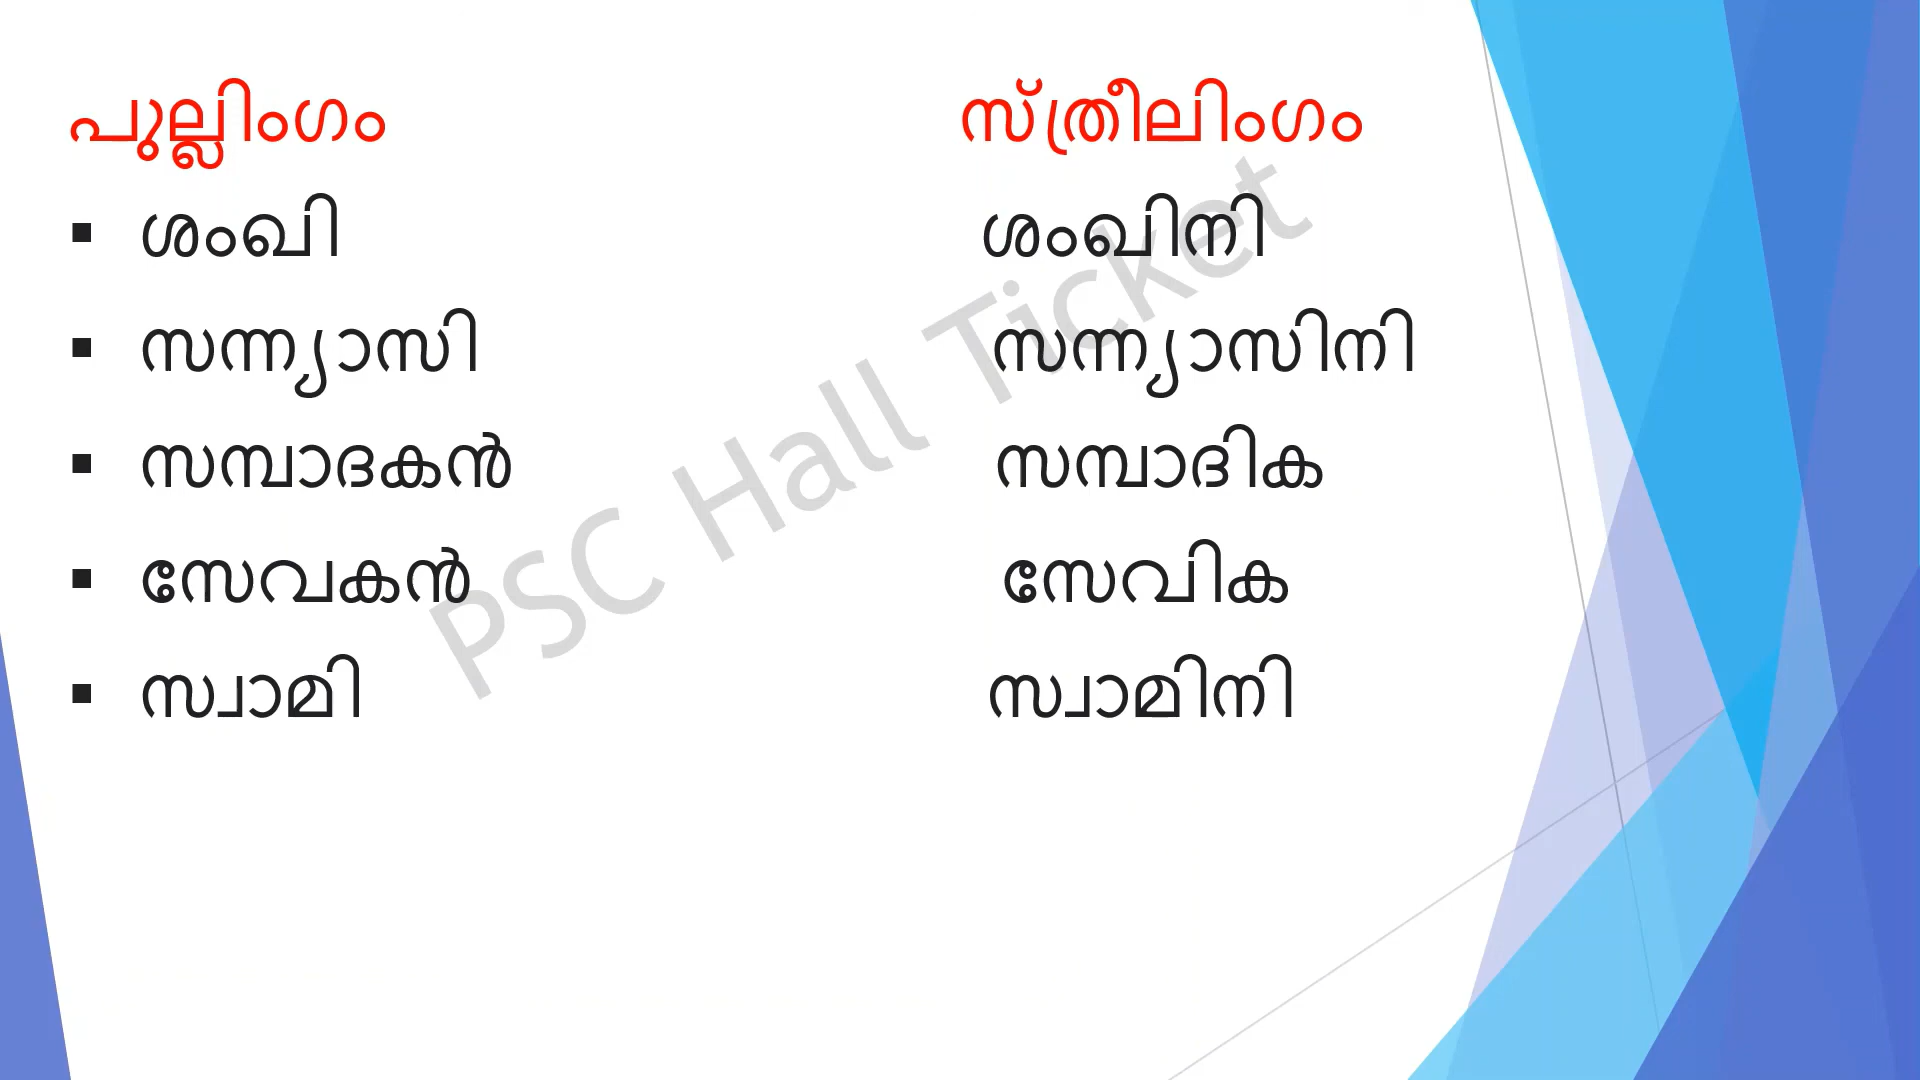 പുല്ലിംഗം സ്ത്രീലിംഗം
▪ ശംഖി ശംഖിനി
▪ സന്ന്യാസി സന്ന്യാസിനി
▪ സമ്പാദകൻ സമ്പാദിക
▪ സേവകൻ സേവിക
▪ സ്വാമി സ്വാമിനി
PSC Hall Ticket